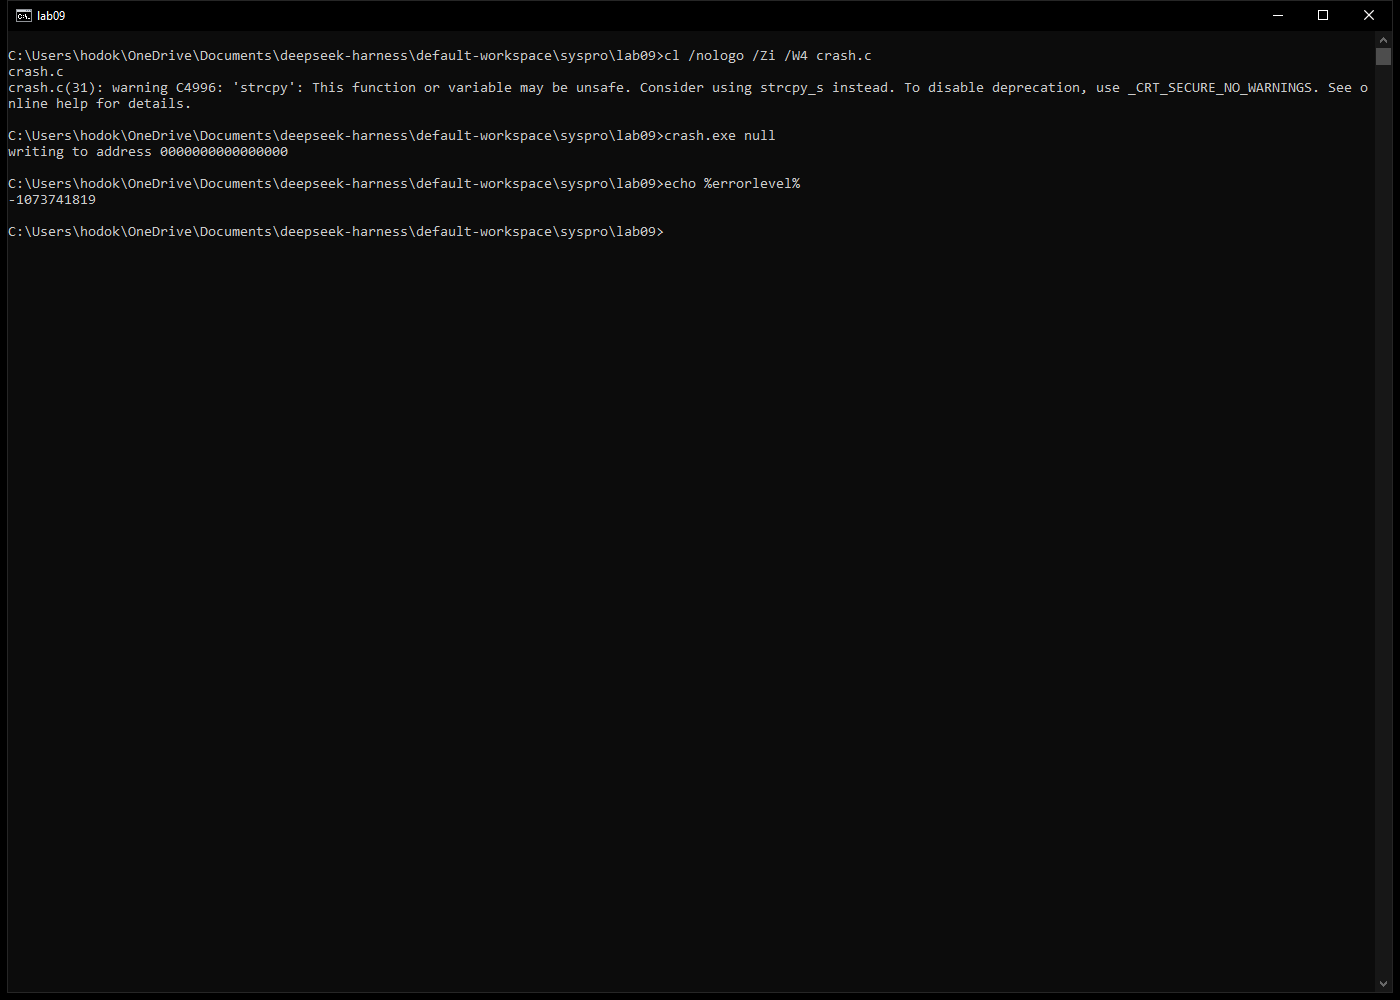 lab09
C:\Users\hodok\OneDrive\Documents\deepseek-harness\default-workspace\syspro\lab09>cl /nologo /Zi /W4 crash.c
crash.c
crash.c(31): warning C4996: 'strcpy': This function or variable may be unsafe. Consider using strcpy_s instead. To disable deprecation, use _CRT_SECURE_NO_WARNINGS. See o
nline help for details.
C:\Users\hodok\OneDrive\Documents\deepseek-harness\default-workspace\syspro\lab09>crash.exe null
writing to address 0000000000000000
C:\Users\hodok\OneDrive\Documents\deepseek-harness\default-workspace\syspro\lab09>echo %errorlevel%
-1073741819
C:\Users\hodok\OneDrive\Documents\deepseek-harness\default-workspace\syspro\lab09>